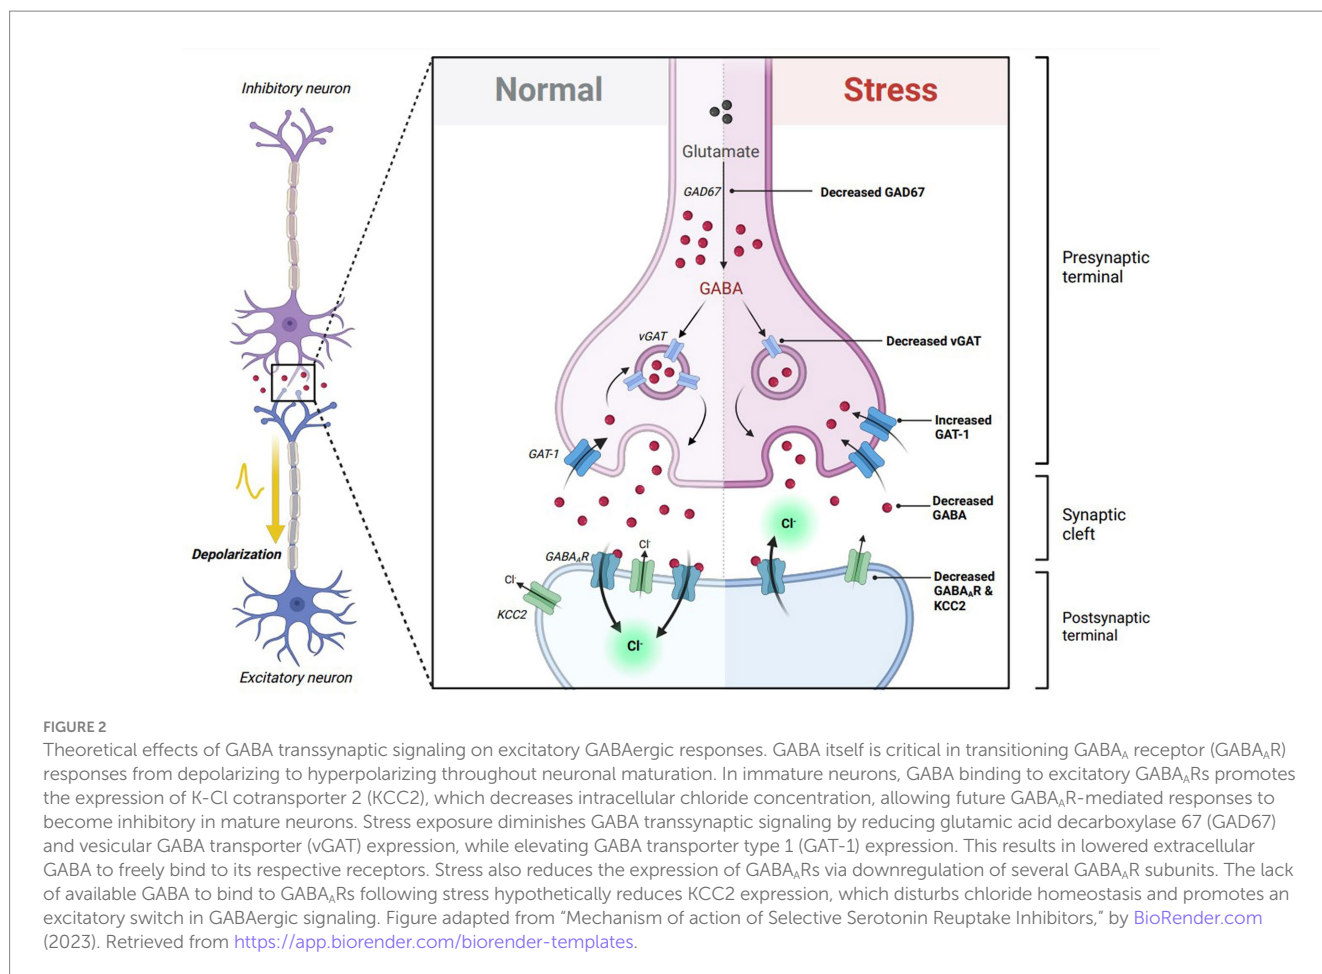 Inhibitory neuron
Normal
Stress
Glutamate
GAD67
Decreased GAD67
GABA
vGAT
Decreased vGAT
Presynaptic
terminal
GAT-1
Increased
GAT-1
Decreased
GABA
Synaptic
cleft
Cl-
Depolarization
GABAAR
Cl-
Cl-
KCC2
Decreased
GABAAR &
KCC2
Postsynaptic
terminal
Cl-
Excitatory neuron
FIGURE 2
Theoretical effects of GABA transsynaptic signaling on excitatory GABAergic responses. GABA itself is critical in transitioning GABAA receptor (GABAAR)
responses from depolarizing to hyperpolarizing throughout neuronal maturation. In immature neurons, GABA binding to excitatory GABAARs promotes
the expression of K-Cl cotransporter 2 (KCC2), which decreases intracellular chloride concentration, allowing future GABAAR-mediated responses to
become inhibitory in mature neurons. Stress exposure diminishes GABA transsynaptic signaling by reducing glutamic acid decarboxylase 67 (GAD67)
and vesicular GABA transporter (vGAT) expression, while elevating GABA transporter type 1 (GAT-1) expression. This results in lowered extracellular
GABA to freely bind to its respective receptors. Stress also reduces the expression of GABAARs via downregulation of several GABAAR subunits. The lack
of available GABA to bind to GABAARs following stress hypothetically reduces KCC2 expression, which disturbs chloride homeostasis and promotes an
excitatory switch in GABAergic signaling. Figure adapted from "Mechanism of action of Selective Serotonin Reuptake Inhibitors," by BioRender.com
(2023). Retrieved from https://app.biorender.com/biorender-templates.